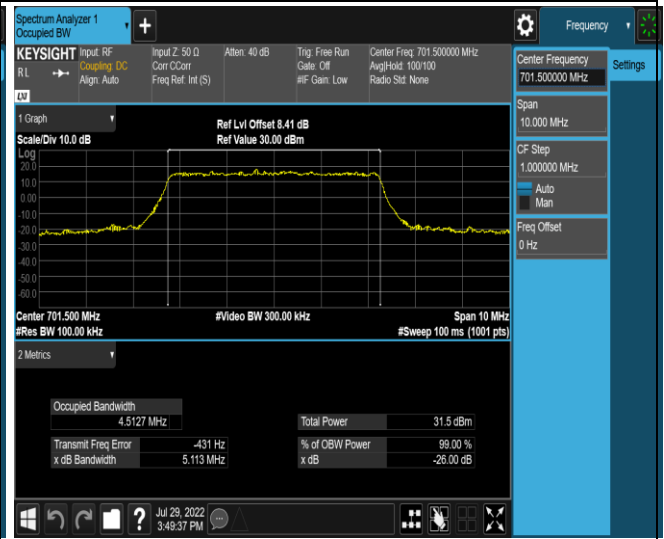 Spectrum Analyzer 1
Occupied BW
Frequency
KEYSIGHT Input: RF Input Z: 50 Ω Atten: 40 dB Trig: Free Run Center Freq: 701.500000 MHz
RL Coupling: DC Corr CCorr Gate: Off Avg|Hold: 100/100
Align: Auto Freq Ref: Int (S) #IF Gain: Low Radio Std: None
LXI
Center Frequency
701.500000 MHz
Settings
Span
10.000 MHz
CF Step
1.000000 MHz
Auto
Man
Freq Offset
0 Hz
1 Graph
Ref Lvl Offset 8.41 dB
Scale/Div 10.0 dB Ref Value 30.00 dBm
Log
20.0
10.0
0.00
-10.0
-20.0
-30.0
-40.0
-50.0
-60.0
Center 701.500 MHz #Video BW 300.00 kHz Span 10 MHz
#Res BW 100.00 kHz #Sweep 100 ms (1001 pts)
2 Metrics
Occupied Bandwidth
4.5127 MHz Total Power 31.5 dBm
Transmit Freq Error -431 Hz % of OBW Power 99.00 %
x dB Bandwidth 5.113 MHz x dB -26.00 dB
Jul 29, 2022
3:49:37 PM